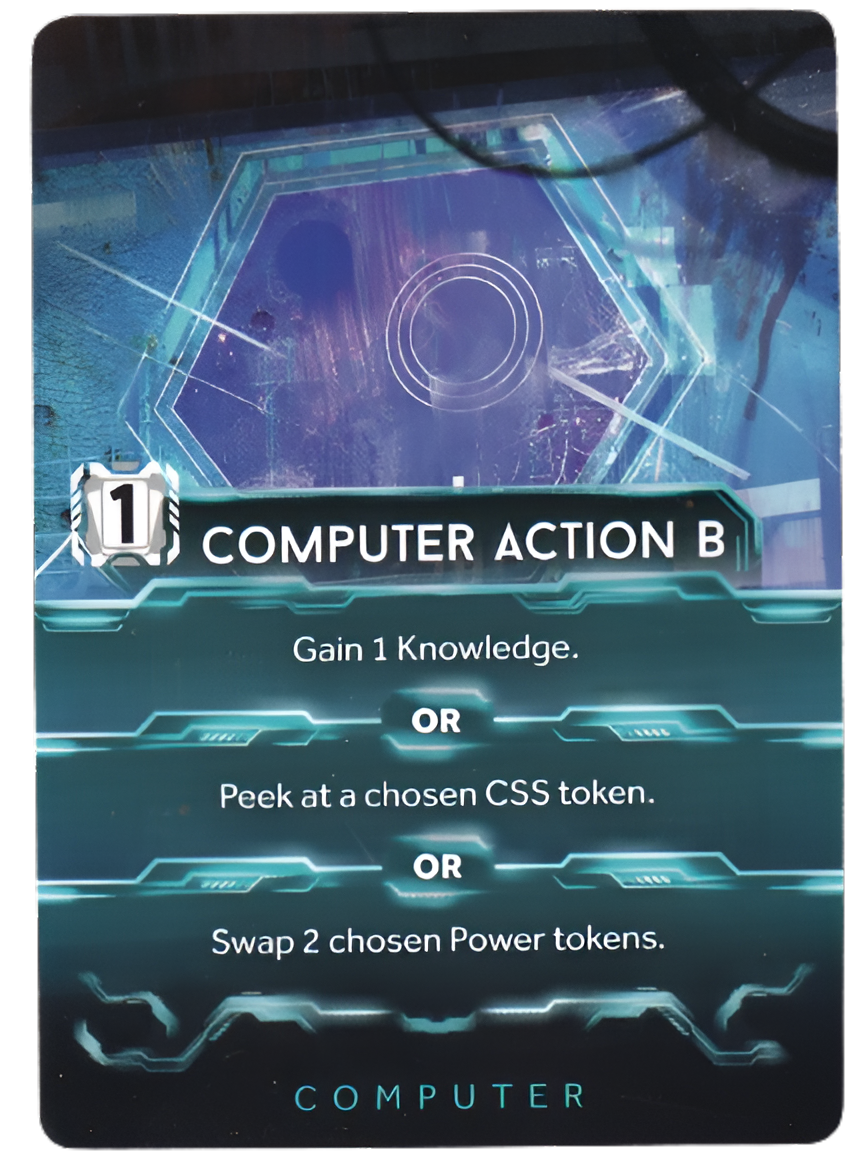 1
COMPUTER ACTION B
Gain 1 Knowledge.
OR
Peek at a chosen CSS token.
OR
Swap 2 chosen Power tokens.
COMPUTER